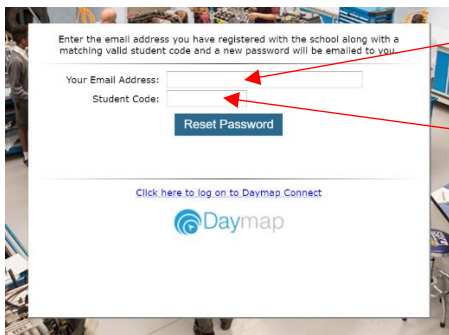 Enter the email address you have registered with the school along with a
matching valid student code and a new password will be emailed to you.
Your Email Address:
Student Code:
Reset Password
Click here to log on to Daymap Connect
Daymap